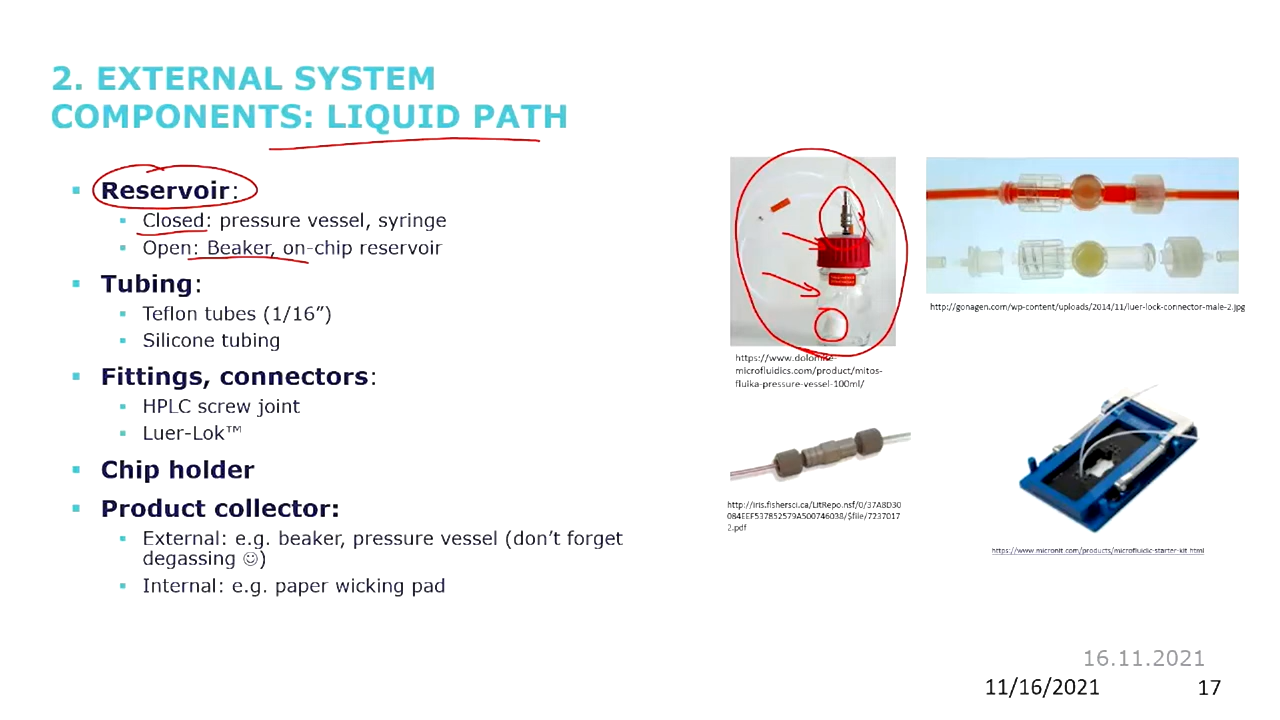 2. EXTERNAL SYSTEM
COMPONENTS: LIQUID PATH
Reservoir:
Closed: pressure vessel, syringe
Open: Beaker, on-chip reservoir
Tubing:
Teflon tubes (1/16”)
Silicone tubing
Fittings, connectors:
HPLC screw joint
Luer-Lok™
Chip holder
Product collector:
External: e.g. beaker, pressure vessel (don’t forget
degassing ☺)
Internal: e.g. paper wicking pad
https://www.dolomite-
microfluidics.com/product/mitos-
fluika-pressure-vessel-100ml/
http://gonagen.com/wp-content/uploads/2014/11/luer-lock-connector-male-2.jpg
http://iris.fishersci.ca/LitRepo.nsf/0/37A8D30
084EEF537852579A500746038/$file/7237017
2.pdf
https://www.micronit.com/products/microfluidic-starter-kit.html
16.11.2021
11/16/2021
17